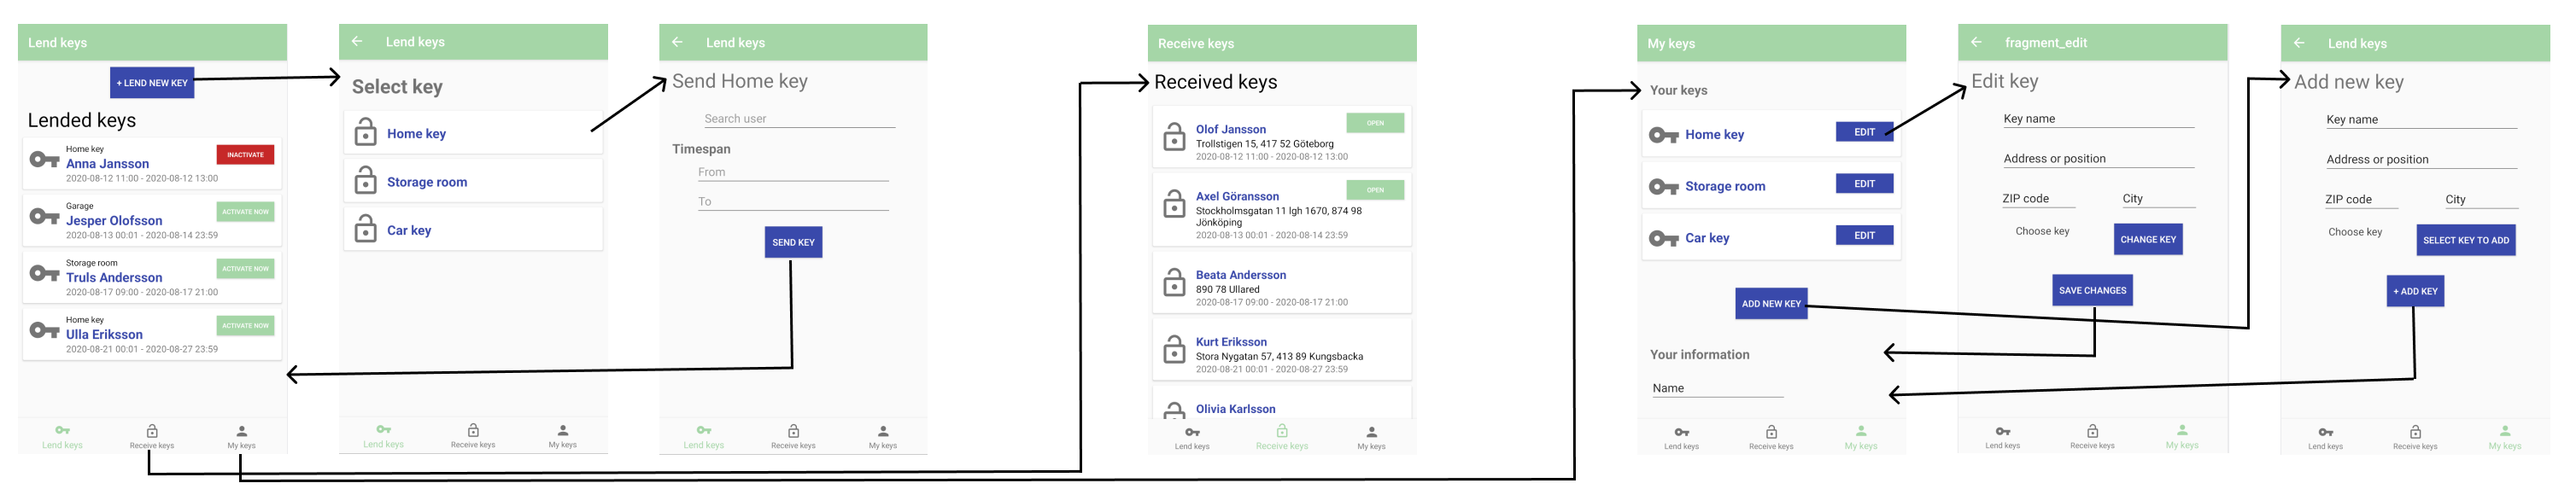 Lend keys
+ LEND NEW KEY
Lended keys
Home key
Anna Jansson
INACTIVATE
2020-08-12 11:00 - 2020-08-12 13:00
Garage
Jesper Olofsson
ACTIVATE NOW
2020-08-13 00:01 - 2020-08-14 23:59
Storage room
Truls Andersson
ACTIVATE NOW
2020-08-17 09:00 - 2020-08-17 21:00
Home key
Ulla Eriksson
ACTIVATE NOW
2020-08-21 00:01 - 2020-08-27 23:59
Lend keys
Receive keys
My keys
Lend keys
Select key
Home key
Storage room
Car key
Lend keys
Receive keys
My keys
Lend keys
Send Home key
Search user
Timespan
From
To
SEND KEY
Lend keys
Receive keys
My keys
Receive keys
Received keys
Olof Jansson
OPEN
Trollstigen 15, 417 52 Göteborg
2020-08-12 11:00 - 2020-08-12 13:00
Axel Göransson
OPEN
Stockholmsgatan 11 lgh 1670, 874 98
Jönköping
2020-08-13 00:01 - 2020-08-14 23:59
Beata Andersson
890 78 Ullared
2020-08-17 09:00 - 2020-08-17 21:00
Kurt Eriksson
Stora Nygatan 57, 413 89 Kungsbacka
2020-08-21 00:01 - 2020-08-27 23:59
Olivia Karlsson
Lend keys
Receive keys
My keys
My keys
Your keys
Home key
EDIT
Storage room
EDIT
Car key
EDIT
ADD NEW KEY
Your information
Name
Lend keys
Receive keys
My keys
fragment_edit
Edit key
Key name
Address or position
ZIP code
City
Choose key
CHANGE KEY
SAVE CHANGES
Lend keys
Receive keys
My keys
Lend keys
Add new key
Key name
Address or position
ZIP code
City
Choose key
SELECT KEY TO ADD
+ ADD KEY
Lend keys
Receive keys
My keys